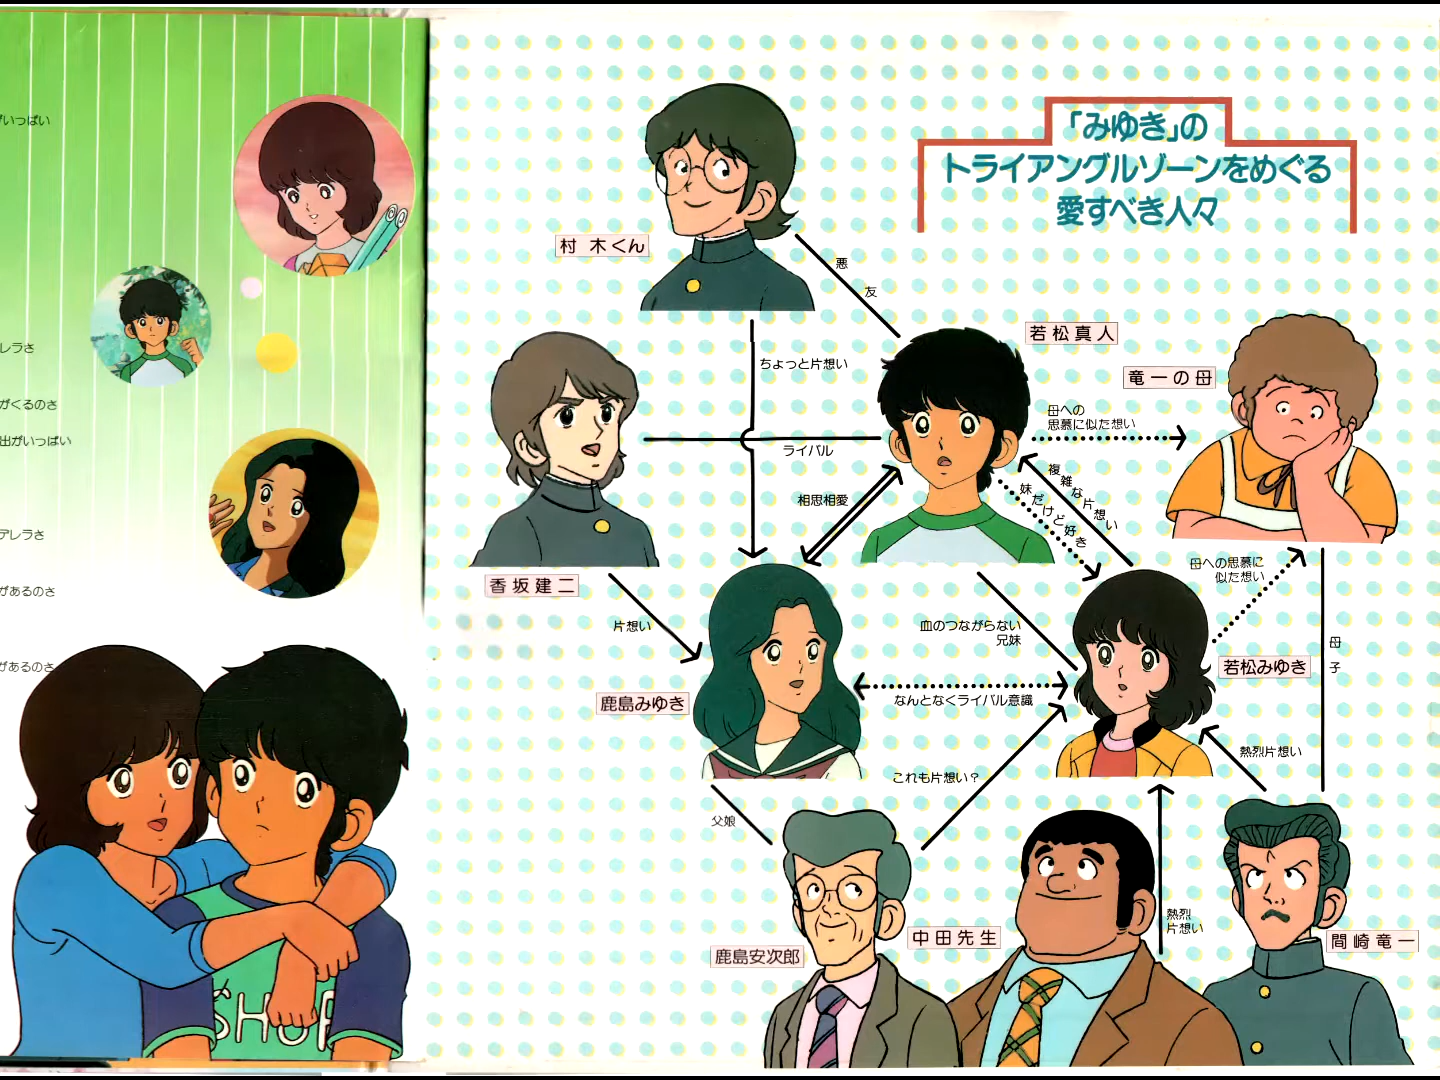 がいっぱい
レラさ
がくるのさ
出がいっぱい
デレラさ
があるのさ
があるのさ
SHOP
「みゆき」の
トライアングルゾーンをめぐる
愛すべき人々
村木くん
悪友
若松真人
竜一の母
ちょっと片想い
母への
思慕に似た想い
ライバル
相思相愛
複雑な片想い
妹だけど好き
香坂建二
片想い
血のつながらない
兄妹
母への思慕に
似た想い
母子
若松みゆき
鹿島みゆき
なんとなくライバル意識
熱烈片想い
これも片想い?
父娘
熱烈
片想い
鹿島安次郎
中田先生
間崎竜一